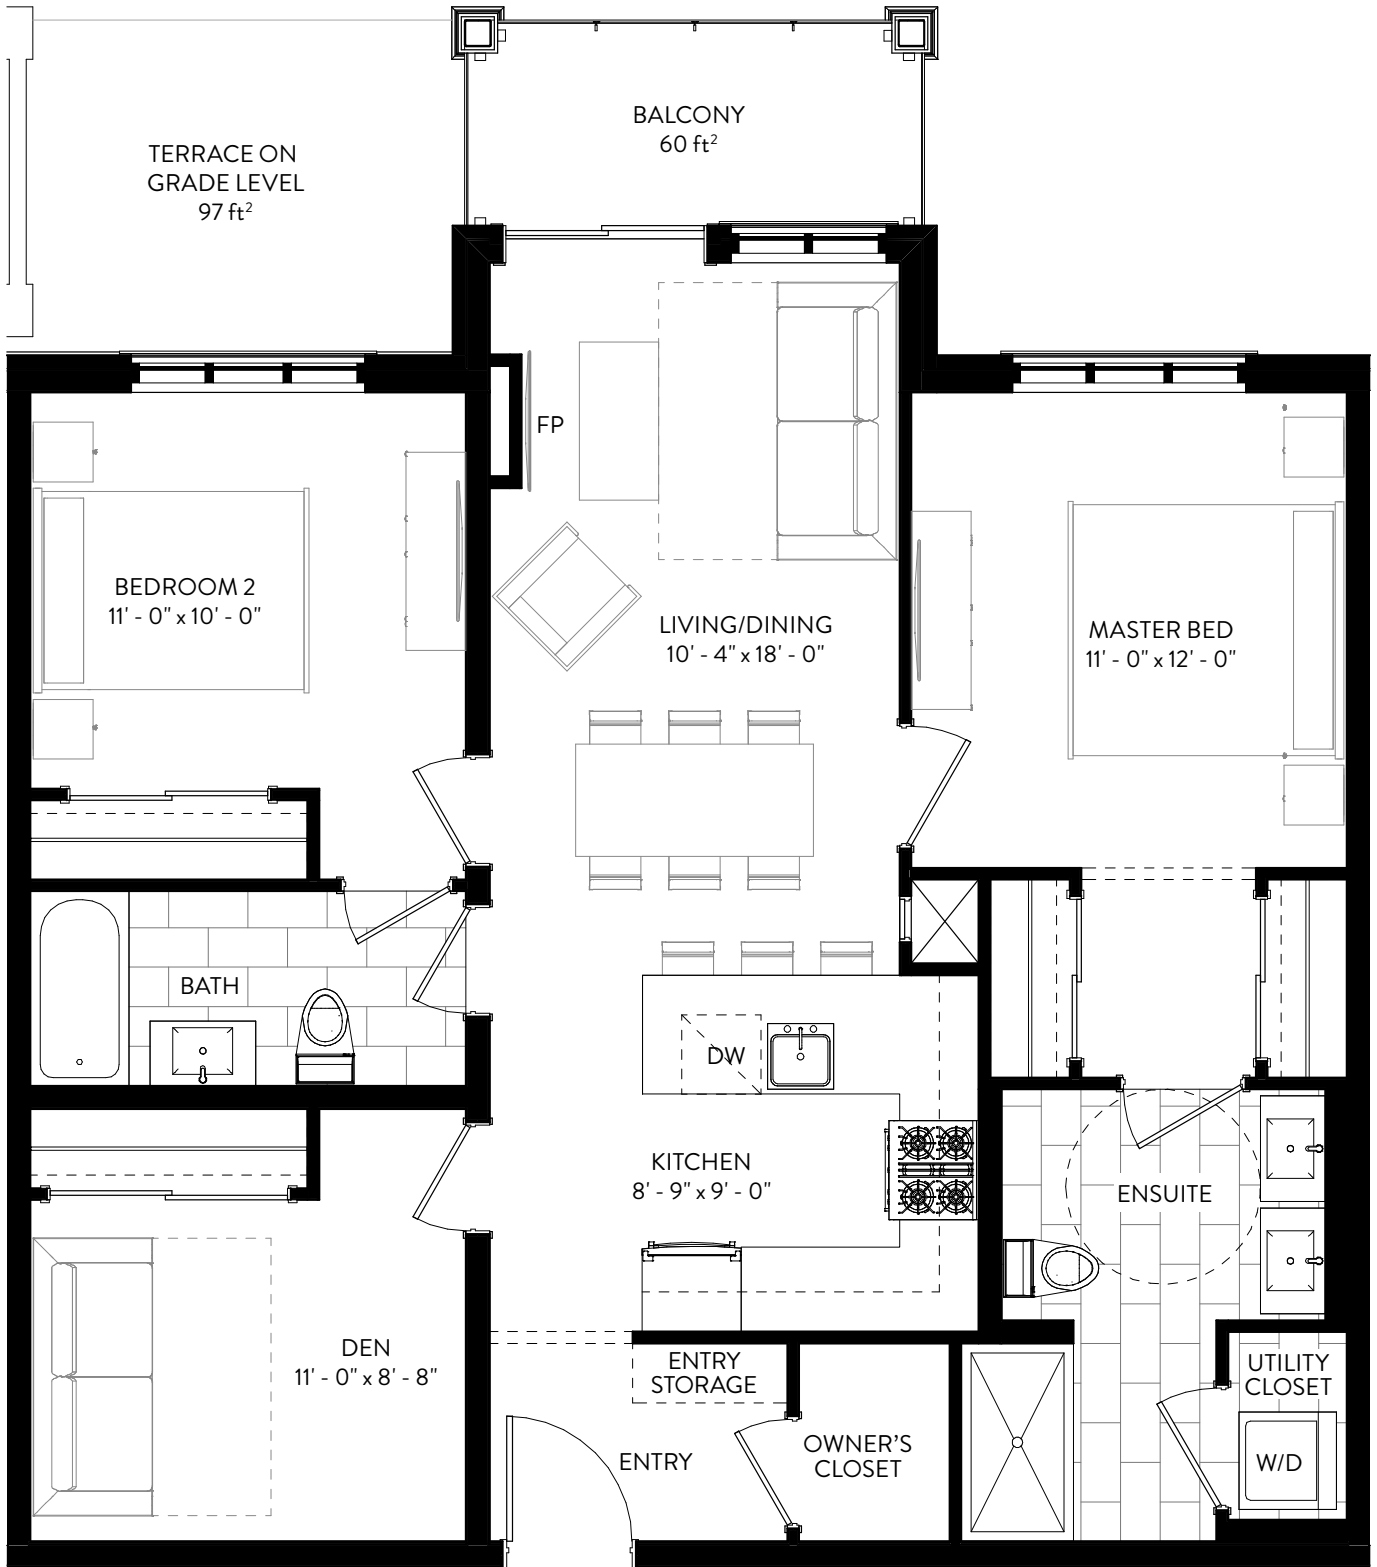 BALCONY
60 ft²
TERRACE ON
GRADE LEVEL
97 ft²
FP
BEDROOM 2
11' - 0" x 10' - 0"
LIVING/DINING
10' - 4" x 18' - 0"
MASTER BED
11' - 0" x 12' - 0"
BATH
DW
KITCHEN
8' - 9" x 9' - 0"
ENSUITE
DEN
11' - 0" x 8' - 8"
ENTRY
STORAGE
UTILITY
CLOSET
ENTRY
OWNER'S
CLOSET
W/D